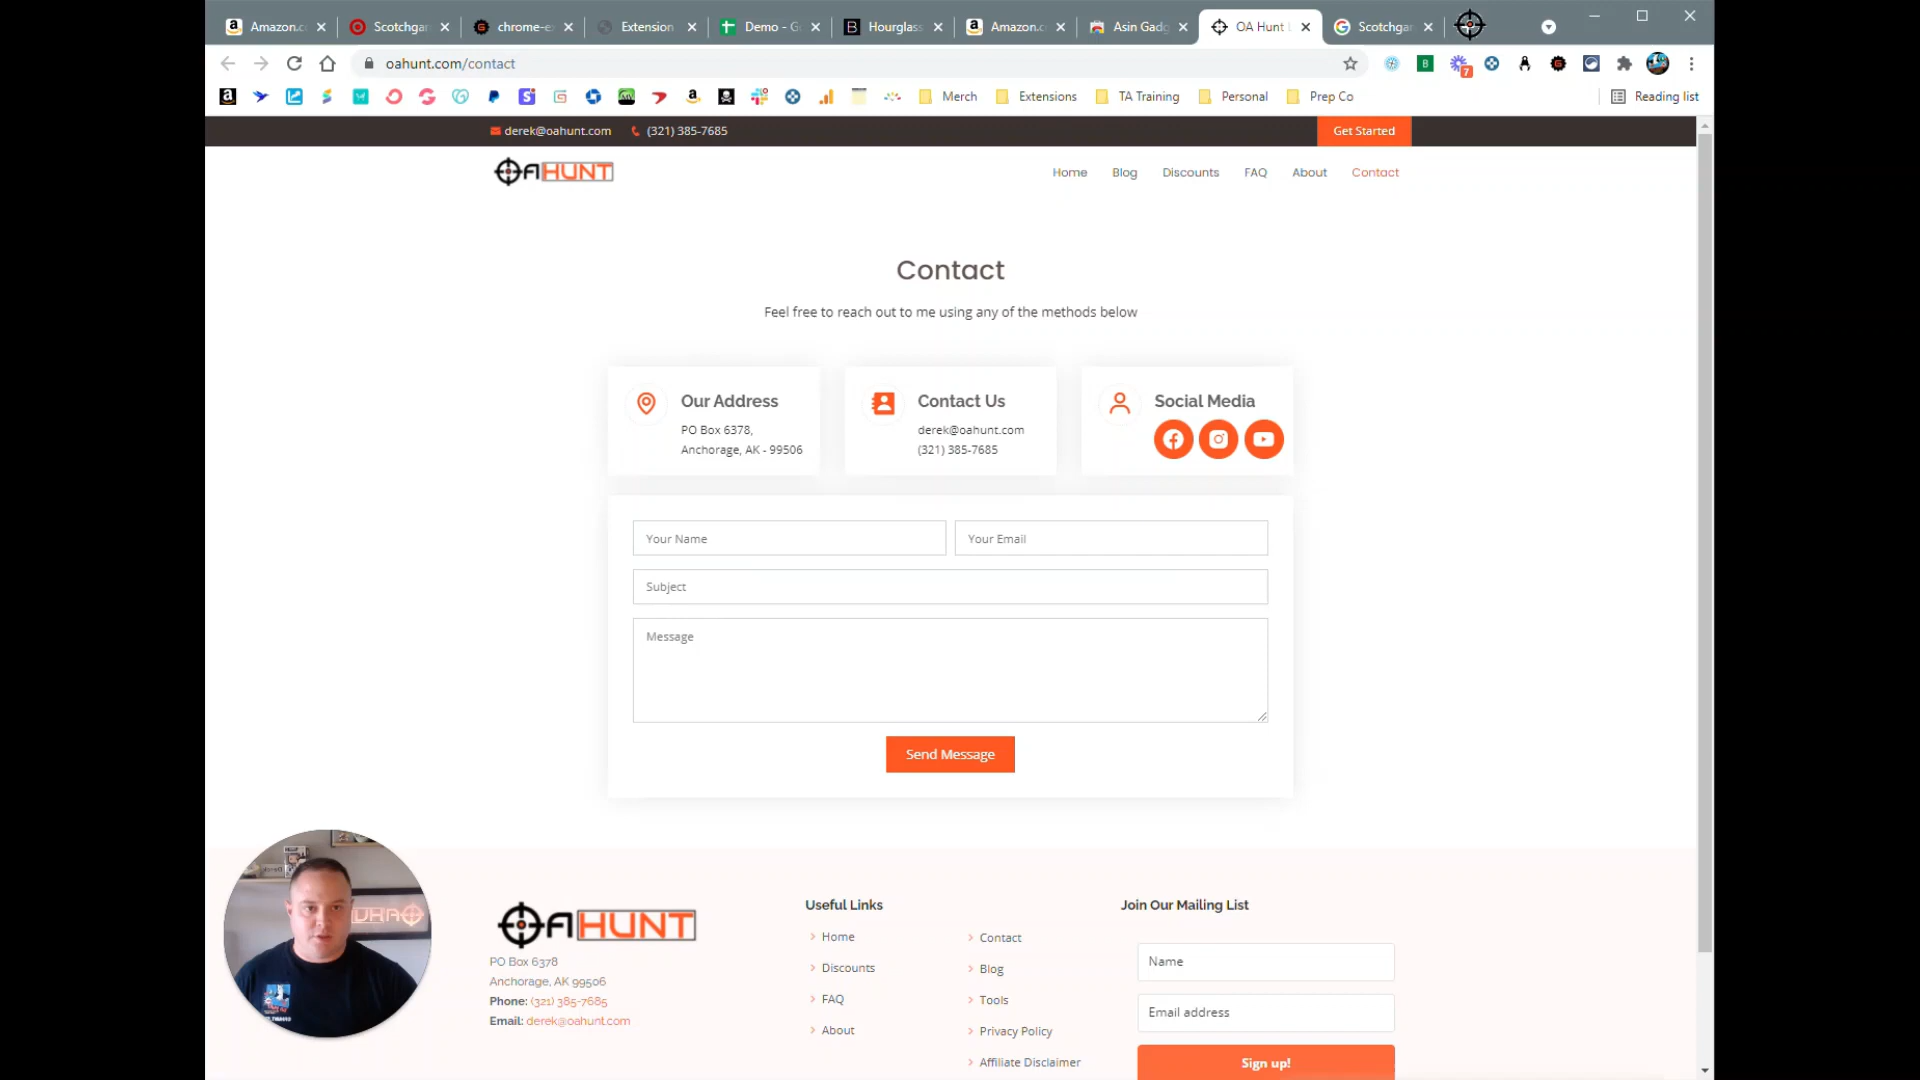 Amazon.c
Scotchgar
chrome-ex
Extension
Demo - G
Hourglass
Amazon.c
Asin Gadg
OA Hunt
Scotchgar
oahunt.com/contact
7
Merch
Extensions
TA Training
Personal
Prep Co
Reading list
derek@oahunt.com
(321) 385-7685
Get Started
OAHUNT
Home
Blog
Discounts
FAQ
About
Contact
Contact
Feel free to reach out to me using any of the methods below
Our Address
PO Box 6378,
Anchorage, AK - 99506
Contact Us
derek@oahunt.com
(321) 385-7685
Social Media
Your Name
Your Email
Subject
Message
Send Message
OAHUNT
PO Box 6378
Anchorage, AK 99506
Phone: (321) 385-7685
Email: derek@oahunt.com
Useful Links
Home
Discounts
FAQ
About
Contact
Blog
Tools
Privacy Policy
Affiliate Disclaimer
Join Our Mailing List
Name
Email address
Sign up!